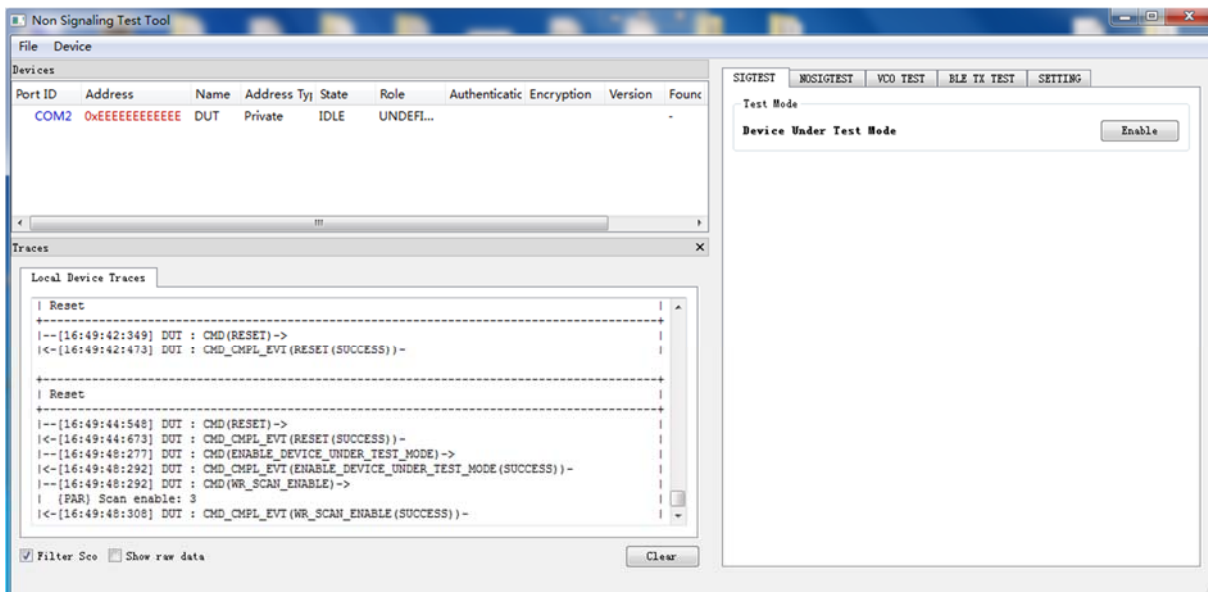 Non Signaling Test Tool
File Device
Devices
Port ID Address Name Address Typ State Role Authenticatic Encryption Version Found
COM2 0xEEEEEEEEEEEE DUT Private IDLE UNDEFI... -
Traces
Local Device Traces
| Reset |
+------------------------------------------------------------------------------+
|--[16:49:42:349] DUT : CMD(RESET)-> |
|<-[16:49:42:473] DUT : CMD_CMPL_EVT(RESET(SUCCESS))- |
+------------------------------------------------------------------------------+
| Reset |
+------------------------------------------------------------------------------+
|--[16:49:44:548] DUT : CMD(RESET)-> |
|<-[16:49:44:673] DUT : CMD_CMPL_EVT(RESET(SUCCESS))- |
|--[16:49:48:277] DUT : CMD(ENABLE_DEVICE_UNDER_TEST_MODE)-> |
|<-[16:49:48:292] DUT : CMD_CMPL_EVT(ENABLE_DEVICE_UNDER_TEST_MODE(SUCCESS))- |
|--[16:49:48:292] DUT : CMD(WR_SCAN_ENABLE)-> |
| {PAR} Scan enable: 3 |
|<-[16:49:48:308] DUT : CMD_CMPL_EVT(WR_SCAN_ENABLE(SUCCESS))- |
Filter Sco Show raw data Clear
SIGTEST NOSIGTEST VCO TEST BLE TX TEST SETTING
Test Mode
Device Under Test Mode Enable